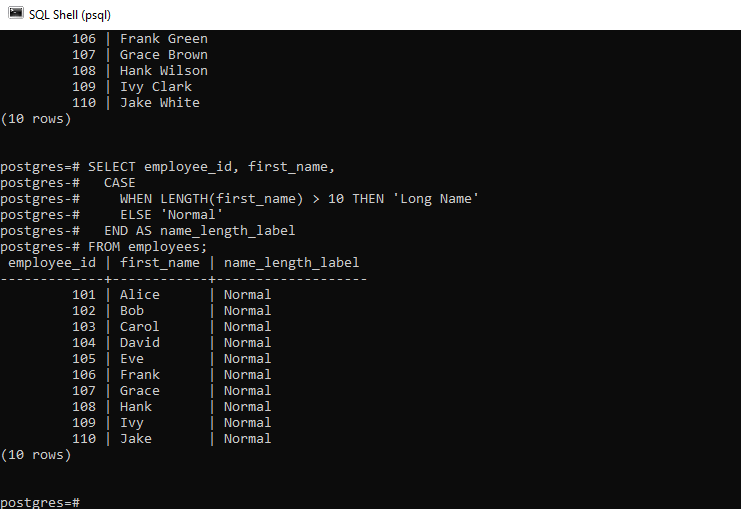 SQL Shell (psql)
         106 | Frank Green
         107 | Grace Brown
         108 | Hank Wilson
         109 | Ivy Clark
         110 | Jake White
(10 rows)
postgres=# SELECT employee_id, first_name,
postgres-#   CASE
postgres-#     WHEN LENGTH(first_name) > 10 THEN 'Long Name'
postgres-#     ELSE 'Normal'
postgres-#   END AS name_length_label
postgres-# FROM employees;
 employee_id | first_name | name_length_label
-------------+------------+-------------------
         101 | Alice      | Normal
         102 | Bob        | Normal
         103 | Carol      | Normal
         104 | David      | Normal
         105 | Eve        | Normal
         106 | Frank      | Normal
         107 | Grace      | Normal
         108 | Hank       | Normal
         109 | Ivy        | Normal
         110 | Jake       | Normal
(10 rows)
postgres=#